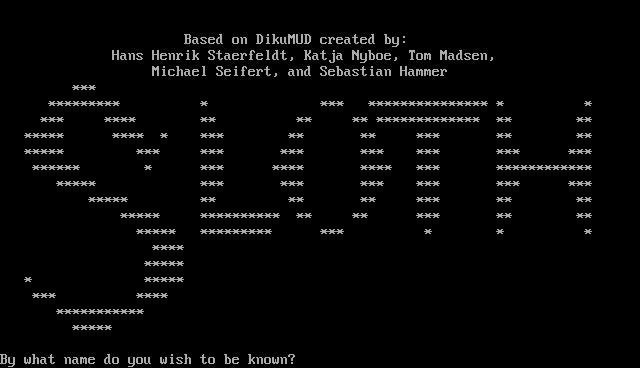 Based on DikuMUD created by:
Hans Henrik Staerfeldt, Katja Nyboe, Tom Madsen,
Michael Seifert, and Sebastian Hammer
SLOTH
By what name do you wish to be known?